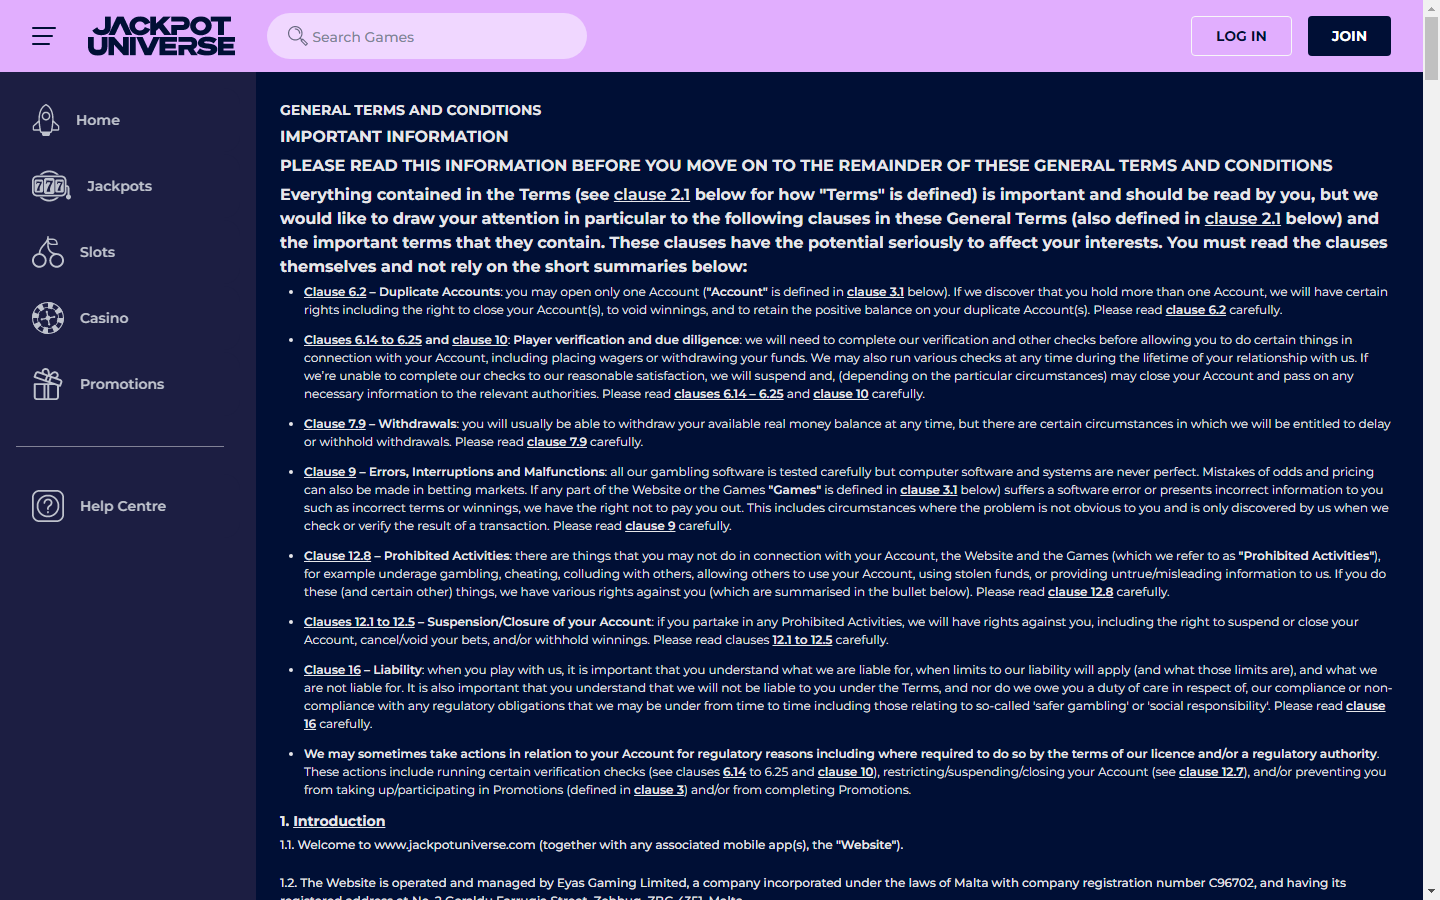 JACKPOT
UNIVERSE
Search Games
LOG IN
JOIN
Home
Jackpots
Slots
Casino
Promotions
Help Centre
GENERAL TERMS AND CONDITIONS
IMPORTANT INFORMATION
PLEASE READ THIS INFORMATION BEFORE YOU MOVE ON TO THE REMAINDER OF THESE GENERAL TERMS AND CONDITIONS
Everything contained in the Terms (see clause 2.1 below for how "Terms" is defined) is important and should be read by you, but we
would like to draw your attention in particular to the following clauses in these General Terms (also defined in clause 2.1 below) and
the important terms that they contain. These clauses have the potential seriously to affect your interests. You must read the clauses
themselves and not rely on the short summaries below:
• Clause 6.2 – Duplicate Accounts: you may open only one Account ("Account" is defined in clause 3.1 below). If we discover that you hold more than one Account, we will have certain
rights including the right to close your Account(s), to void winnings, and to retain the positive balance on your duplicate Account(s). Please read clause 6.2 carefully.
• Clauses 6.14 to 6.25 and clause 10: Player verification and due diligence: we will need to complete our verification and other checks before allowing you to do certain things in
connection with your Account, including placing wagers or withdrawing your funds. We may also run various checks at any time during the lifetime of your relationship with us. If
we're unable to complete our checks to our reasonable satisfaction, we will suspend and, (depending on the particular circumstances) may close your Account and pass on any
necessary information to the relevant authorities. Please read clauses 6.14 – 6.25 and clause 10 carefully.
• Clause 7.9 – Withdrawals: you will usually be able to withdraw your available real money balance at any time, but there are certain circumstances in which we will be entitled to delay
or withhold withdrawals. Please read clause 7.9 carefully.
• Clause 9 – Errors, Interruptions and Malfunctions: all our gambling software is tested carefully but computer software and systems are never perfect. Mistakes of odds and pricing
can also be made in betting markets. If any part of the Website or the Games "Games" is defined in clause 3.1 below) suffers a software error or presents incorrect information to you
such as incorrect terms or winnings, we have the right not to pay you out. This includes circumstances where the problem is not obvious to you and is only discovered by us when we
check or verify the result of a transaction. Please read clause 9 carefully.
• Clause 12.8 – Prohibited Activities: there are things that you may not do in connection with your Account, the Website and the Games (which we refer to as "Prohibited Activities"),
for example underage gambling, cheating, colluding with others, allowing others to use your Account, using stolen funds, or providing untrue/misleading information to us. If you do
these (and certain other) things, we have various rights against you (which are summarised in the bullet below). Please read clause 12.8 carefully.
• Clauses 12.1 to 12.5 – Suspension/Closure of your Account: if you partake in any Prohibited Activities, we will have rights against you, including the right to suspend or close your
Account, cancel/void your bets, and/or withhold winnings. Please read clauses 12.1 to 12.5 carefully.
• Clause 16 – Liability: when you play with us, it is important that you understand what we are liable for, when limits to our liability will apply (and what those limits are), and what we
are not liable for. It is also important that you understand that we will not be liable to you under the Terms, and nor do we owe you a duty of care in respect of, our compliance or non-
compliance with any regulatory obligations that we may be under from time to time including those relating to so-called 'safer gambling' or 'social responsibility'. Please read clause
16 carefully.
• We may sometimes take actions in relation to your Account for regulatory reasons including where required to do so by the terms of our licence and/or a regulatory authority.
These actions include running certain verification checks (see clauses 6.14 to 6.25 and clause 10), restricting/suspending/closing your Account (see clause 12.7), and/or preventing you
from taking up/participating in Promotions (defined in clause 3) and/or from completing Promotions.
1. Introduction
1.1. Welcome to www.jackpotuniverse.com (together with any associated mobile app(s), the "Website").
1.2. The Website is operated and managed by Eyas Gaming Limited, a company incorporated under the laws of Malta with company registration number C96702, and having its
registered address at No. 2 Geraldu Farrugia Street, Zebbug, ZBG 4351, Malta